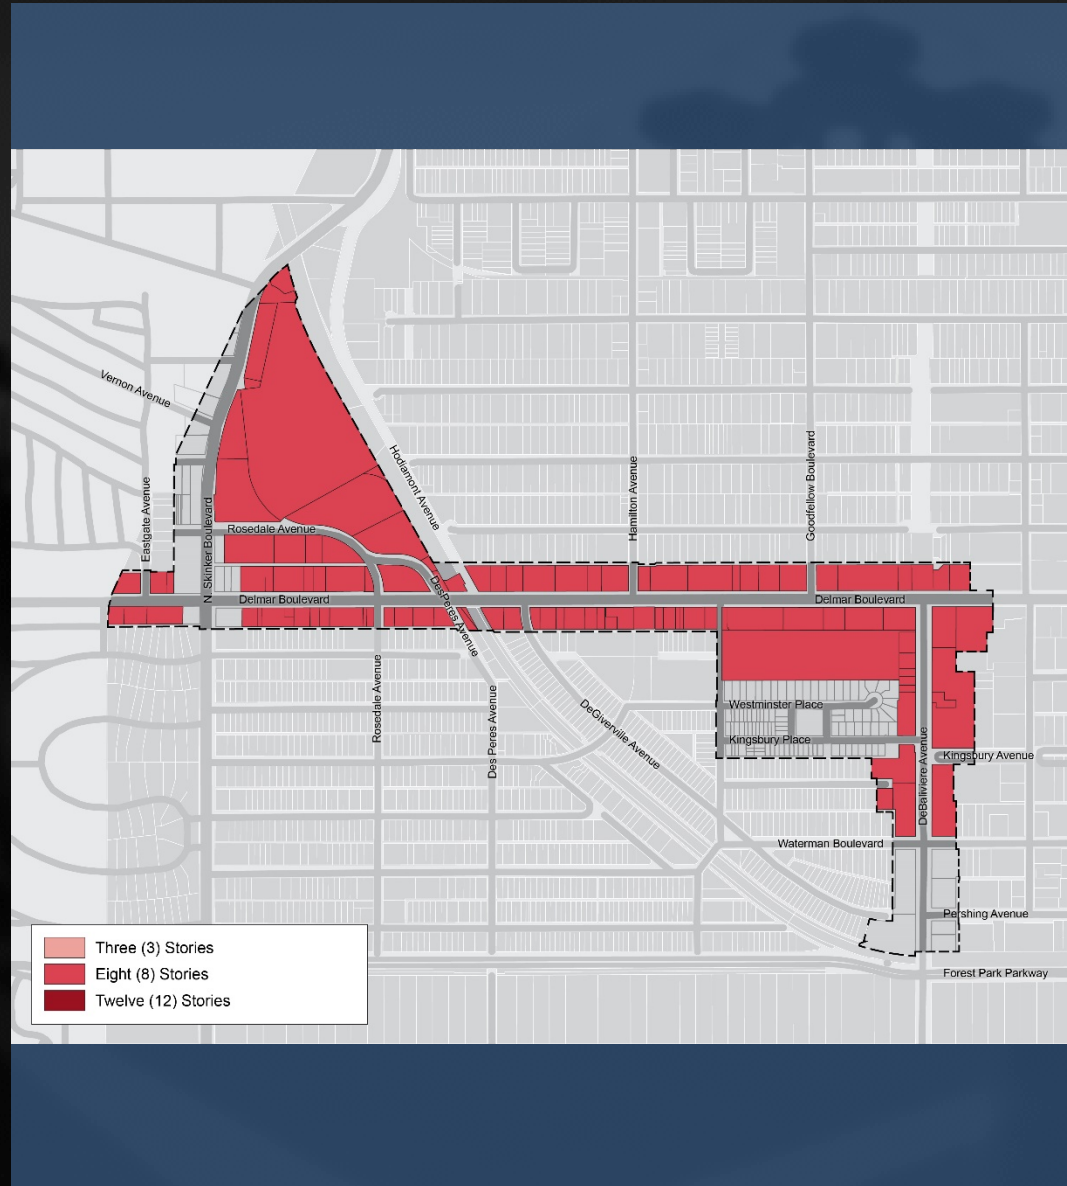 Vernon Avenue
Eastgate Avenue
N. Skinker Boulevard
Hodiamont Avenue
Hamilton Avenue
Goodfellow Boulevard
Rosedale Avenue
Delmar Boulevard
DesPeres Avenue
Delmar Boulevard
Rosedale Avenue
Des Peres Avenue
DeGiverville Avenue
Westminster Place
Kingsbury Place
DeBaliviere Avenue
Kingsbury Avenue
Waterman Boulevard
Pershing Avenue
Forest Park Parkway
Three (3) Stories
Eight (8) Stories
Twelve (12) Stories